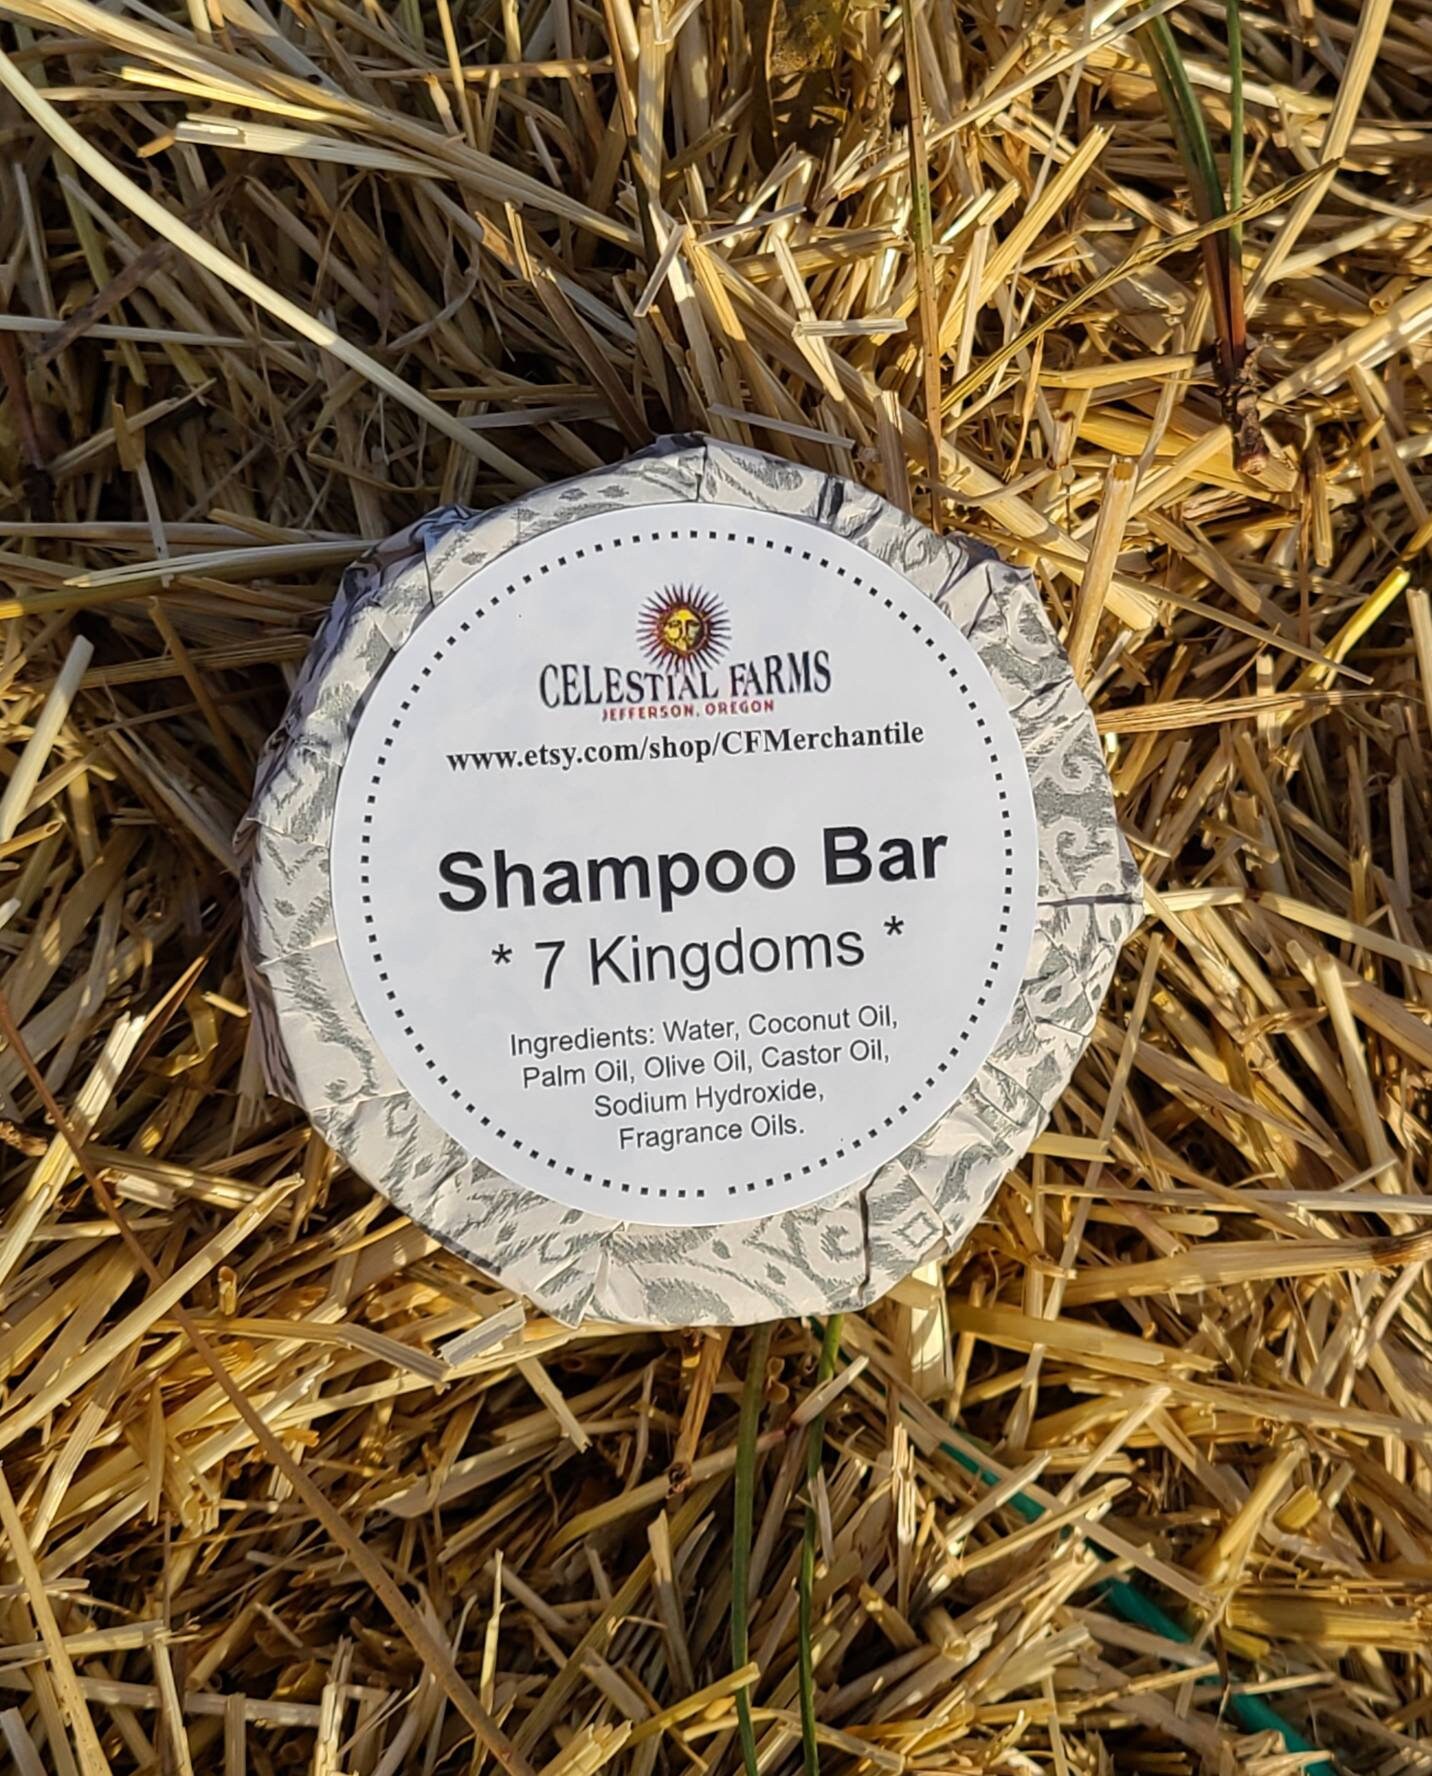 CELESTIAL FARMS
JEFFERSON, OREGON
www.etsy.com/shop/CFMerchantile
Shampoo Bar
* 7 Kingdoms *
Ingredients: Water, Coconut Oil,
Palm Oil, Olive Oil, Castor Oil,
Sodium Hydroxide,
Fragrance Oils.